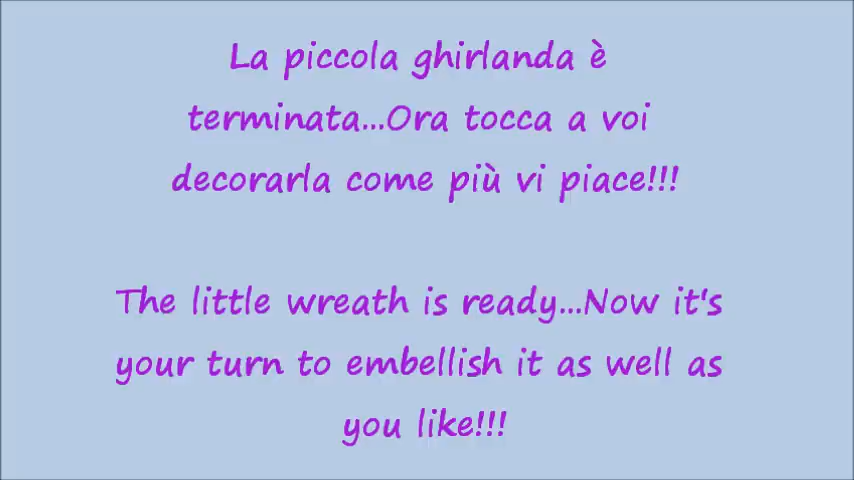 La piccola ghirlanda è
terminata...Ora tocca a voi
decorarla come più vi piace!!!
The little wreath is ready...Now it's
your turn to embellish it as well as
you like!!!